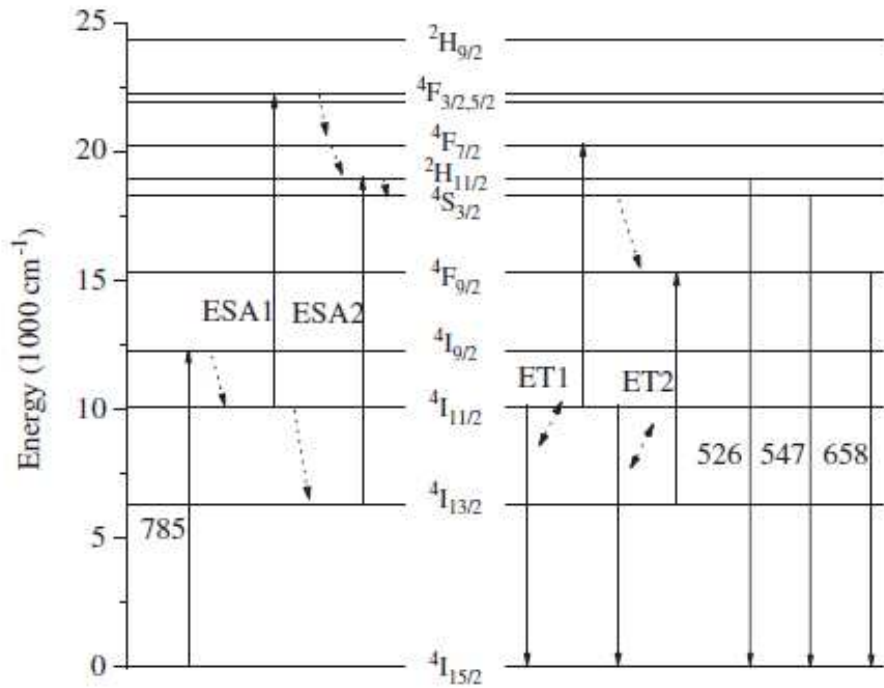 25
20
15
10
5
0
Energy (1000 cm⁻¹)
²H₉/₂
⁴F₃/₂,₅/₂
⁴F₇/₂
²H₁₁/₂
⁴S₃/₂
⁴F₉/₂
ESA1 ESA2
⁴I₉/₂
ET1 ET2
⁴I₁₁/₂
526 547 658
⁴I₁₃/₂
785
⁴I₁₅/₂